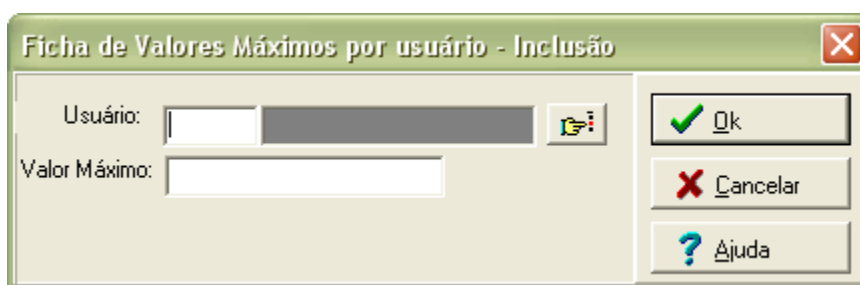 Ficha de Valores Máximos por usuário - Inclusão
Usuário:
Ok
Valor Máximo:
Cancelar
Ajuda